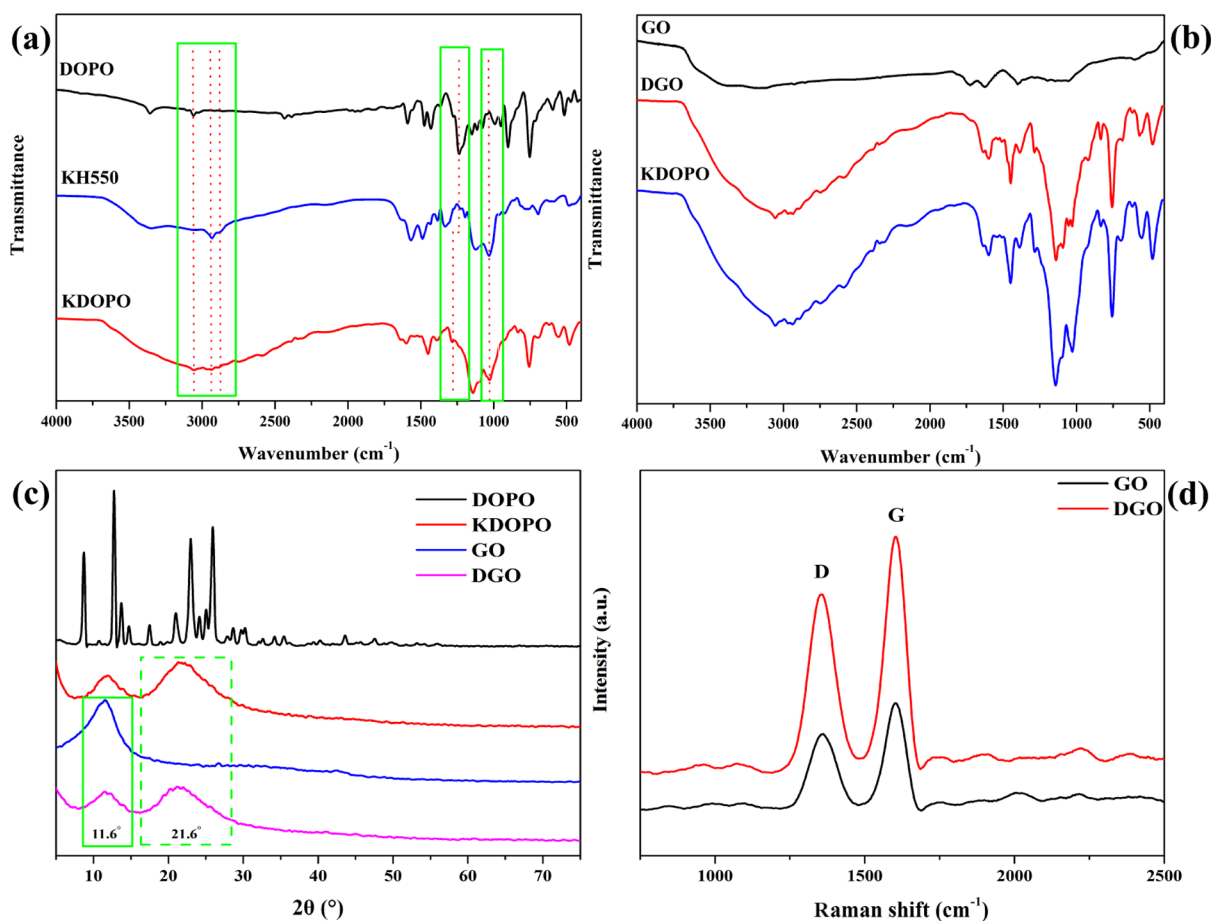 (a)
DOPO
KH550
KDOPO
Transmittance
4000 3500 3000 2500 2000 1500 1000 500
Wavenumber (cm⁻¹)
(b)
GO
DGO
KDOPO
Transmittance
4000 3500 3000 2500 2000 1500 1000 500
Wavenumber (cm⁻¹)
(c)
DOPO
KDOPO
GO
DGO
11.6°
21.6°
10 20 30 40 50 60 70
2θ (°)
(d)
GO
DGO
D
G
Intensity (a.u.)
1000 1500 2000 2500
Raman shift (cm⁻¹)